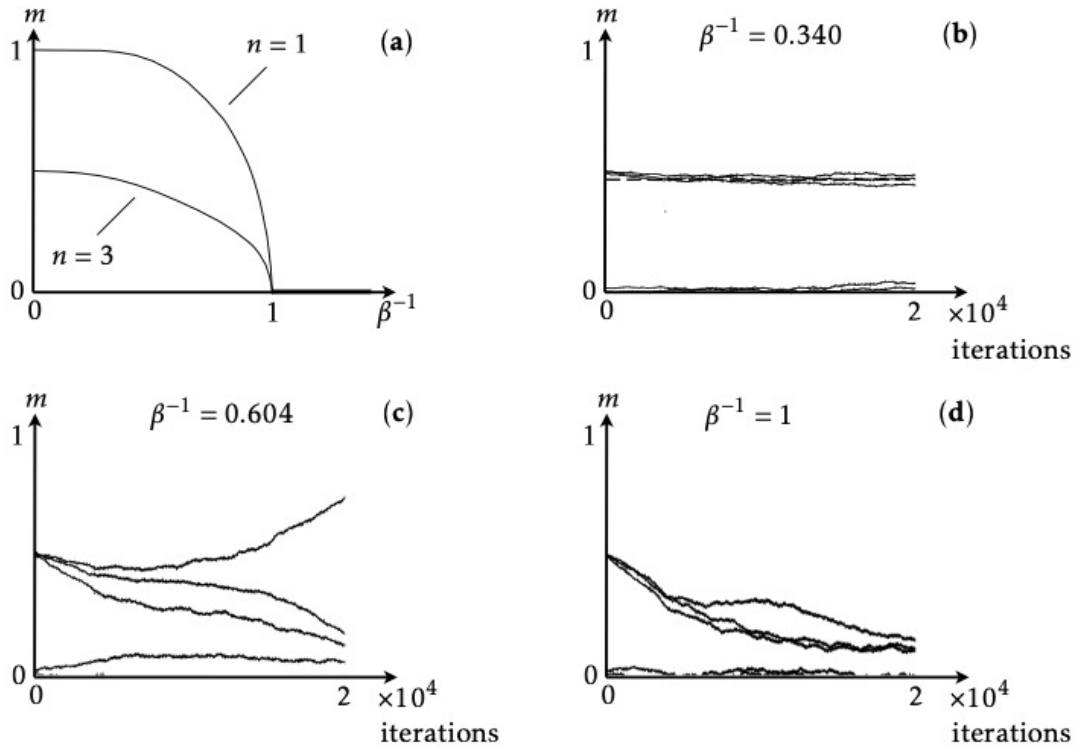 m
(a)
1
n = 1
n = 3
0
0
1
β⁻¹
m
β⁻¹ = 0.340
(b)
1
0
0
2
×10⁴
iterations
m
β⁻¹ = 0.604
(c)
1
0
0
2
×10⁴
iterations
m
β⁻¹ = 1
(d)
1
0
0
2
×10⁴
iterations